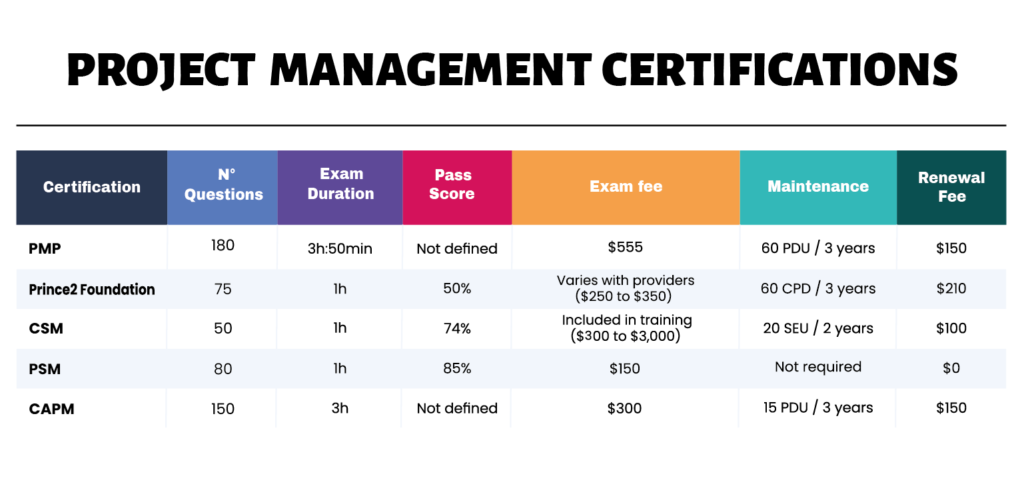 PROJECT MANAGEMENT CERTIFICATIONS
Certification N° Questions Exam Duration Pass Score Exam fee Maintenance Renewal Fee
PMP 180 3h:50min Not defined $555 60 PDU / 3 years $150
Prince2 Foundation 75 1h 50% Varies with providers ($250 to $350) 60 CPD / 3 years $210
CSM 50 1h 74% Included in training ($300 to $3,000) 20 SEU / 2 years $100
PSM 80 1h 85% $150 Not required $0
CAPM 150 3h Not defined $300 15 PDU / 3 years $150